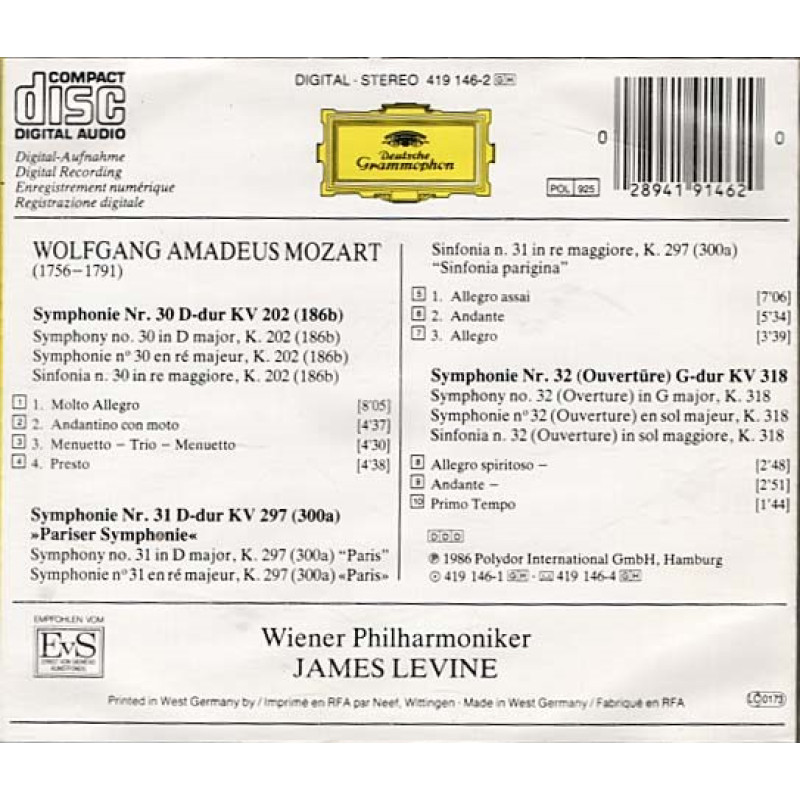 COMPACT
disc
DIGITAL AUDIO
DIGITAL - STEREO 419 146-2 GH
Deutsche
Grammophon
POL 925
0 28941 91462 0
Digital-Aufnahme
Digital Recording
Enregistrement numérique
Registrazione digitale
WOLFGANG AMADEUS MOZART
(1756–1791)
Symphonie Nr. 30 D-dur KV 202 (186b)
Symphony no. 30 in D major, K. 202 (186b)
Symphonie n° 30 en ré majeur, K. 202 (186b)
Sinfonia n. 30 in re maggiore, K. 202 (186b)
1 1. Molto Allegro [8'05]
2 2. Andantino con moto [4'37]
3 3. Menuetto – Trio – Menuetto [4'30]
4 4. Presto [4'38]
Symphonie Nr. 31 D-dur KV 297 (300a)
»Pariser Symphonie«
Symphony no. 31 in D major, K. 297 (300a) “Paris”
Symphonie n° 31 en ré majeur, K. 297 (300a) «Paris»
Sinfonia n. 31 in re maggiore, K. 297 (300a)
“Sinfonia parigina”
5 1. Allegro assai [7'06]
6 2. Andante [5'34]
7 3. Allegro [3'39]
Symphonie Nr. 32 (Ouvertüre) G-dur KV 318
Symphony no. 32 (Overture) in G major, K. 318
Symphonie n° 32 (Ouverture) en sol majeur, K. 318
Sinfonia n. 32 (Ouverture) in sol maggiore, K. 318
8 Allegro spiritoso – [2'48]
9 Andante – [2'51]
10 Primo Tempo [1'44]
DDD
℗ 1986 Polydor International GmbH, Hamburg
419 146-1 GH · 419 146-4 GH
EMPFOHLEN VOM
EvS
Wiener Philharmoniker
JAMES LEVINE
Printed in West Germany by / Imprimé en RFA par Neef, Wittingen · Made in West Germany / Fabriqué en RFA
LC 0173